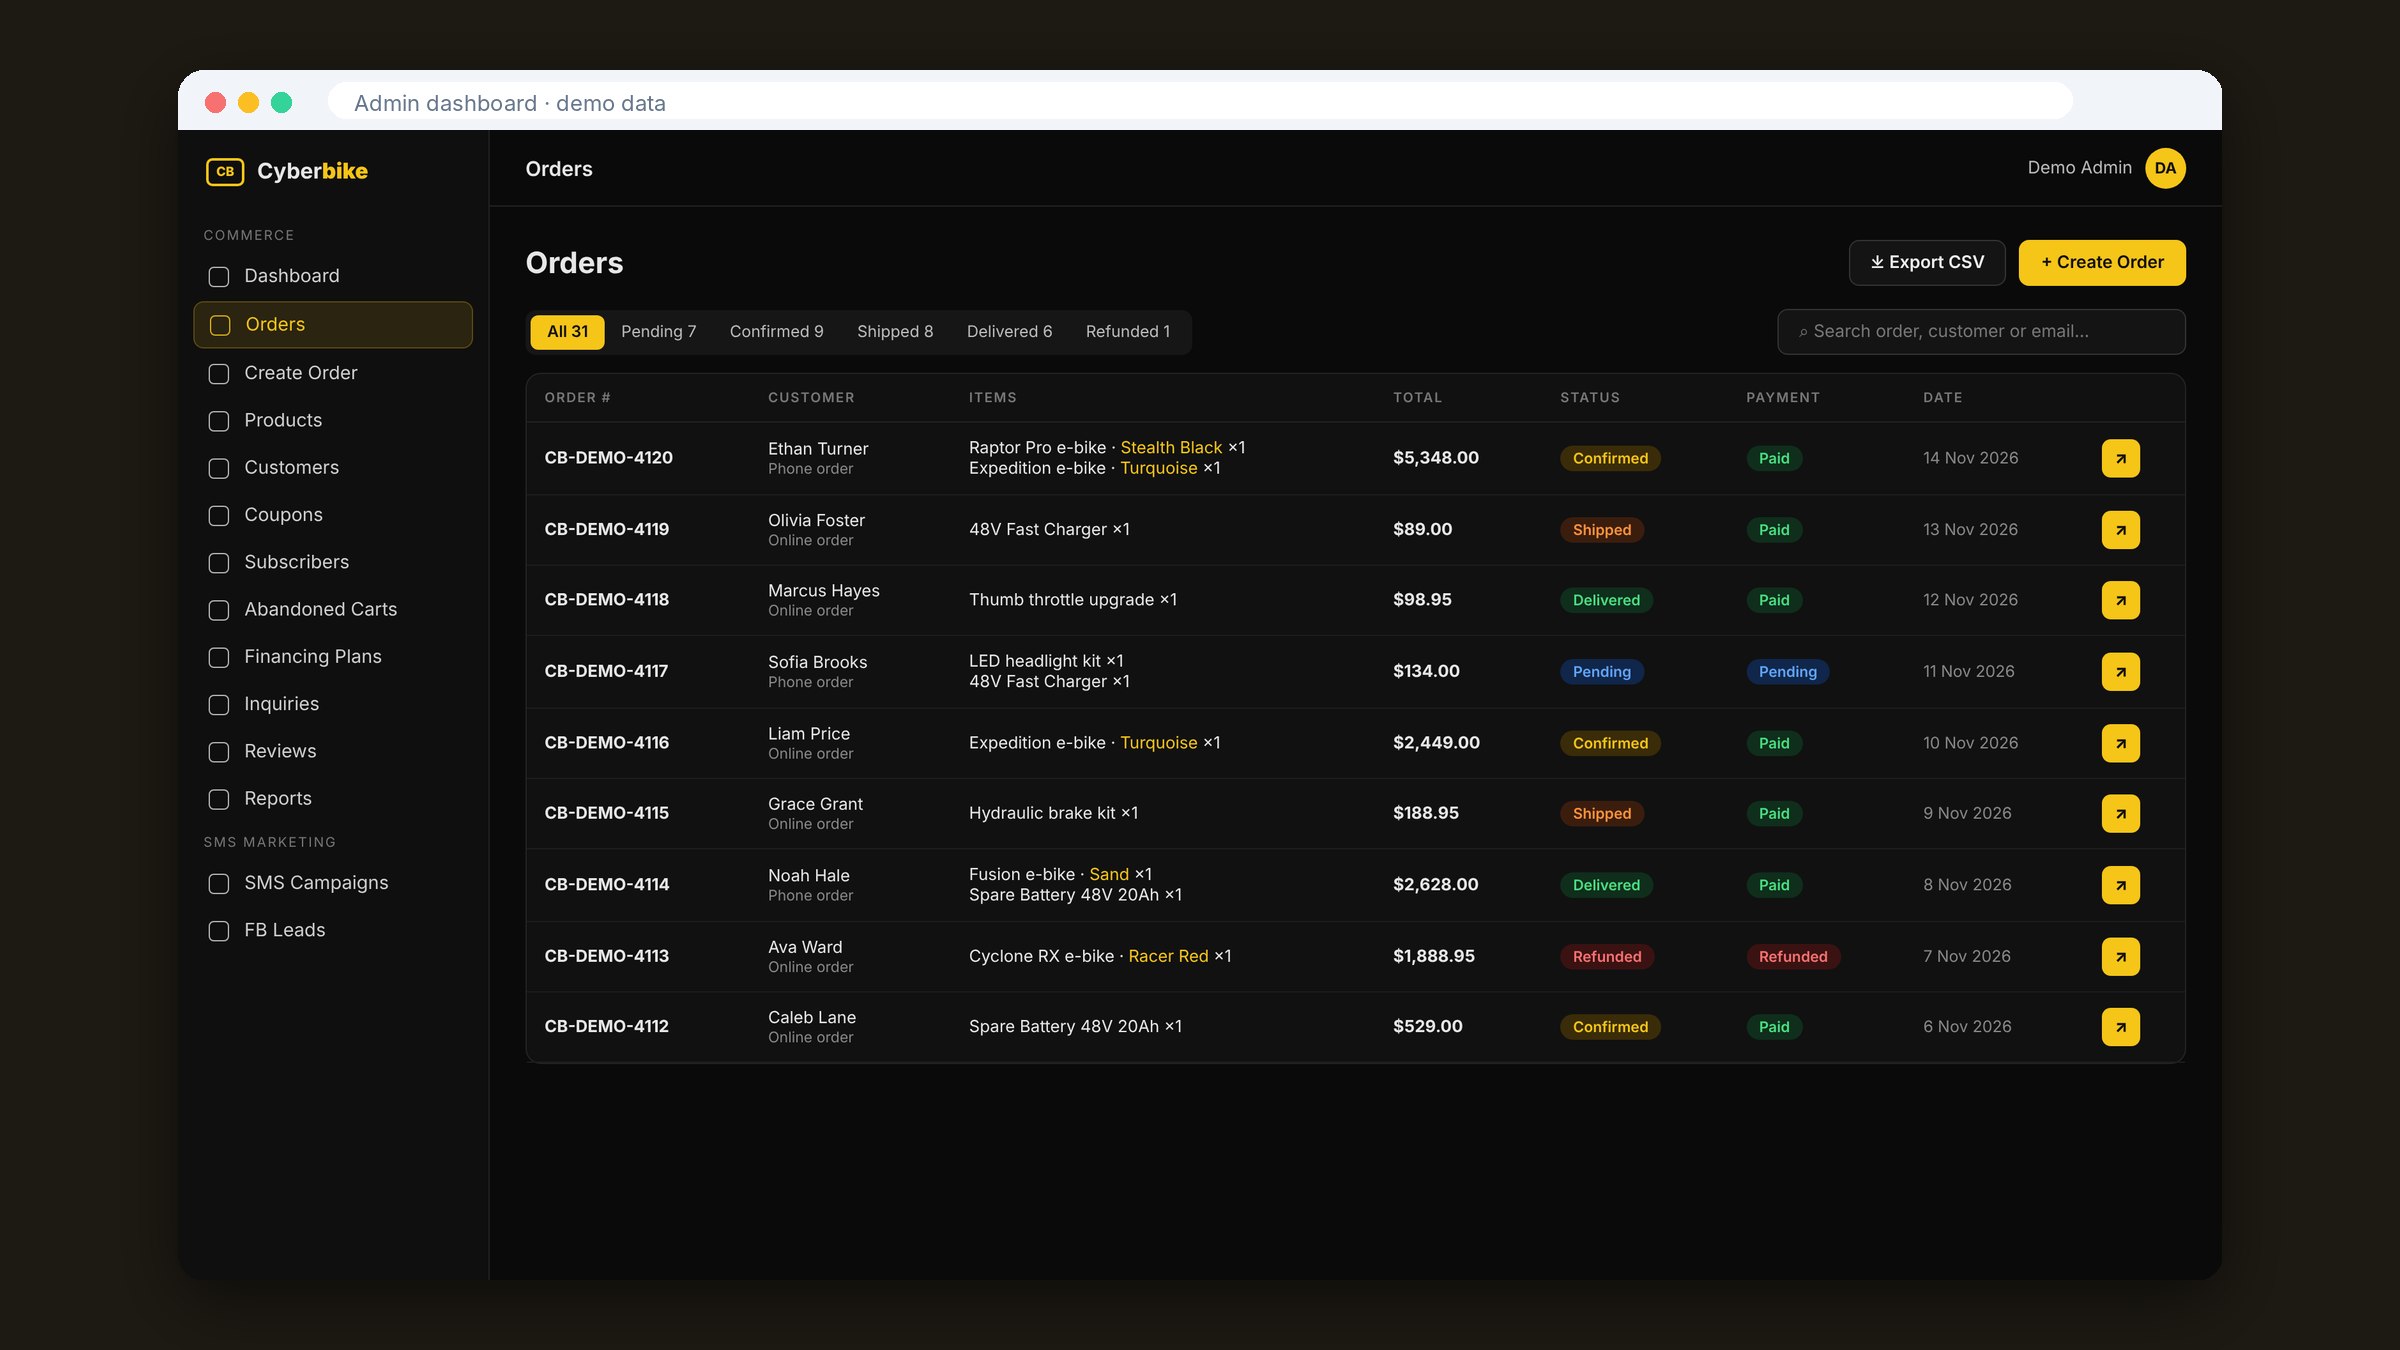 Admin dashboard · demo data
CB Cyberbike
COMMERCE
Dashboard
Orders
Create Order
Products
Customers
Coupons
Subscribers
Abandoned Carts
Financing Plans
Inquiries
Reviews
Reports
SMS MARKETING
SMS Campaigns
FB Leads
Orders
Demo Admin DA
Orders
Export CSV
+ Create Order
All 31 Pending 7 Confirmed 9 Shipped 8 Delivered 6 Refunded 1
Search order, customer or email...
ORDER # CUSTOMER ITEMS TOTAL STATUS PAYMENT DATE
CB-DEMO-4120
Ethan Turner
Phone order
Raptor Pro e-bike · Stealth Black ×1
Expedition e-bike · Turquoise ×1
$5,348.00 Confirmed Paid 14 Nov 2026
CB-DEMO-4119
Olivia Foster
Online order
48V Fast Charger ×1
$89.00 Shipped Paid 13 Nov 2026
CB-DEMO-4118
Marcus Hayes
Online order
Thumb throttle upgrade ×1
$98.95 Delivered Paid 12 Nov 2026
CB-DEMO-4117
Sofia Brooks
Phone order
LED headlight kit ×1
48V Fast Charger ×1
$134.00 Pending Pending 11 Nov 2026
CB-DEMO-4116
Liam Price
Online order
Expedition e-bike · Turquoise ×1
$2,449.00 Confirmed Paid 10 Nov 2026
CB-DEMO-4115
Grace Grant
Online order
Hydraulic brake kit ×1
$188.95 Shipped Paid 9 Nov 2026
CB-DEMO-4114
Noah Hale
Phone order
Fusion e-bike · Sand ×1
Spare Battery 48V 20Ah ×1
$2,628.00 Delivered Paid 8 Nov 2026
CB-DEMO-4113
Ava Ward
Online order
Cyclone RX e-bike · Racer Red ×1
$1,888.95 Refunded Refunded 7 Nov 2026
CB-DEMO-4112
Caleb Lane
Online order
Spare Battery 48V 20Ah ×1
$529.00 Confirmed Paid 6 Nov 2026